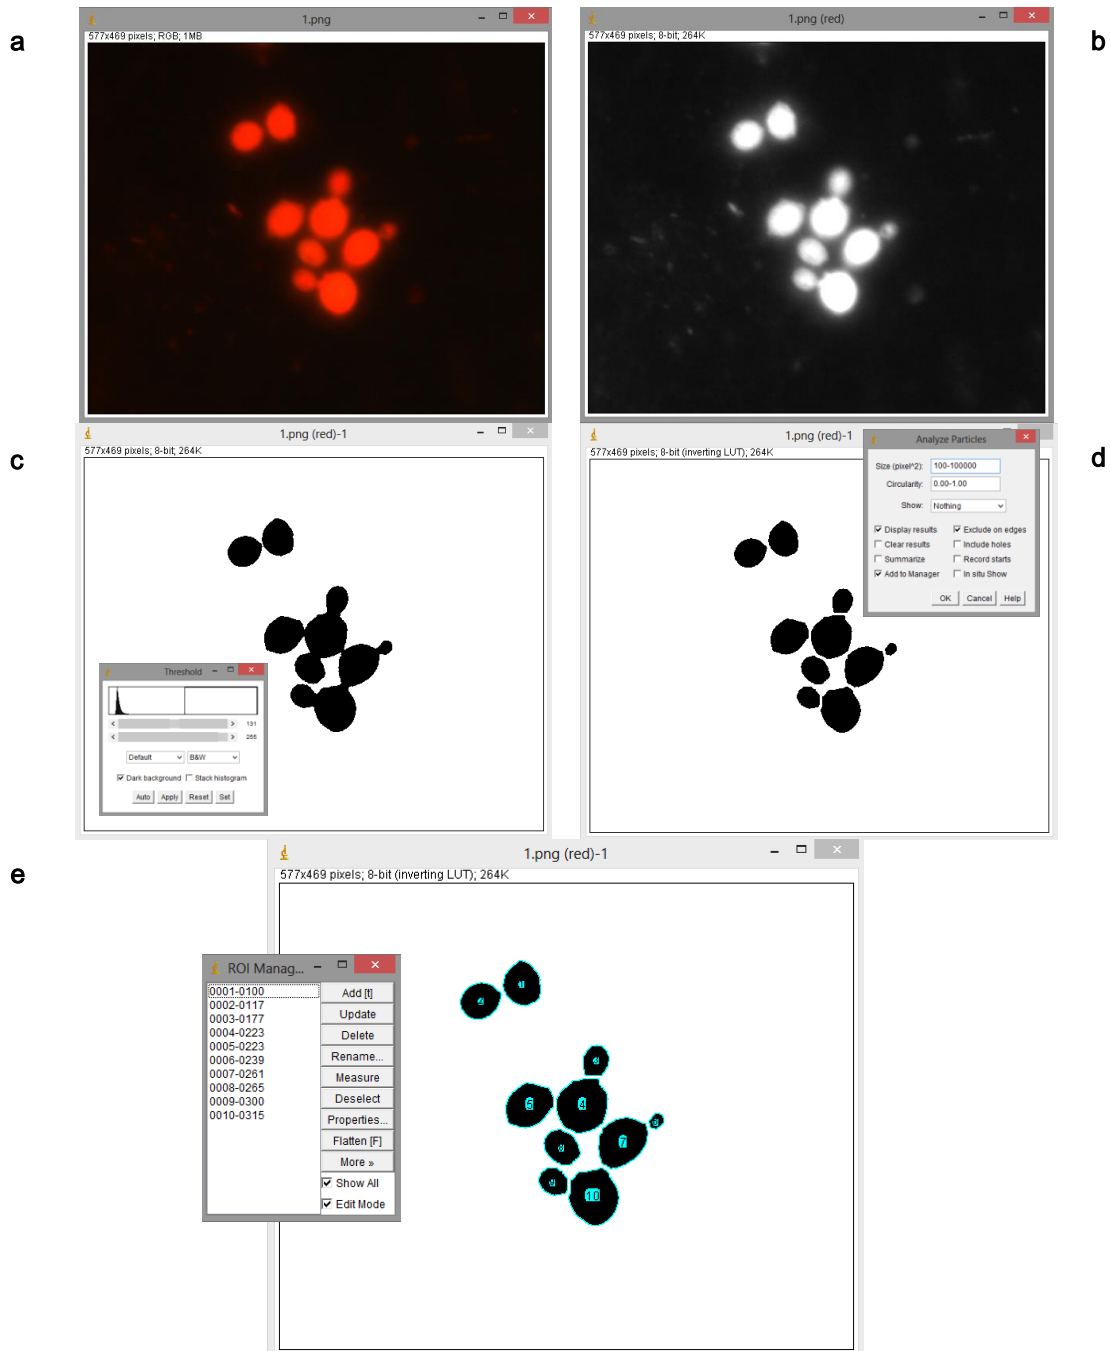 a
1.png
577x469 pixels; RGB; 1MB
b
1.png (red)
577x469 pixels; 8-bit; 264K
c
1.png (red)-1
577x469 pixels; 8-bit; 264K
Threshold
131
255
Default
B&W
Dark background
Stack histogram
Auto
Apply
Reset
Set
d
1.png (red)-1
577x469 pixels; 8-bit (inverting LUT); 264K
Analyze Particles
Size (pixel^2): 100-100000
Circularity: 0.00-1.00
Show: Nothing
Display results
Exclude on edges
Clear results
Include holes
Summarize
Record starts
Add to Manager
In situ Show
OK
Cancel
Help
e
1.png (red)-1
577x469 pixels; 8-bit (inverting LUT); 264K
ROI Manag...
0001-0100
0002-0117
0003-0177
0004-0223
0005-0223
0006-0239
0007-0261
0008-0265
0009-0300
0010-0315
Add [t]
Update
Delete
Rename...
Measure
Deselect
Properties...
Flatten [F]
More »
Show All
Edit Mode
5
4
7
10